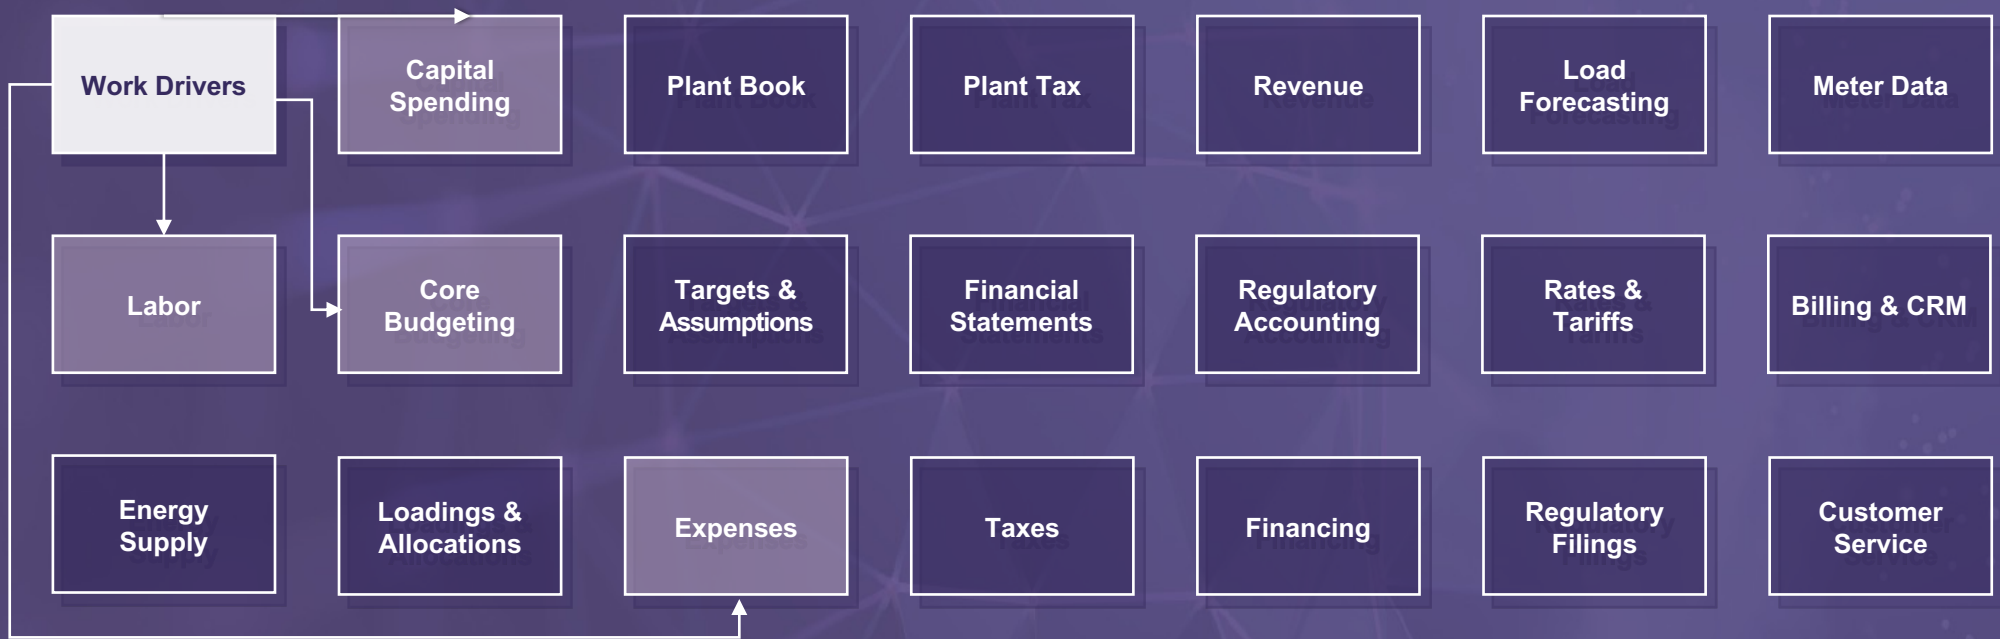 Work Drivers
Capital
Spending
Plant Book
Plant Tax
Revenue
Load
Forecasting
Meter Data
Labor
Core
Budgeting
Targets &
Assumptions
Financial
Statements
Regulatory
Accounting
Rates &
Tariffs
Billing & CRM
Energy
Supply
Loadings &
Allocations
Expenses
Taxes
Financing
Regulatory
Filings
Customer
Service